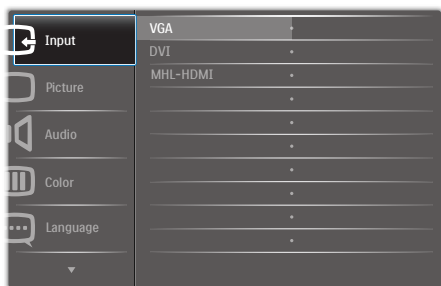 Input
Picture
Audio
Color
Language
VGA
DVI
MHL-HDMI